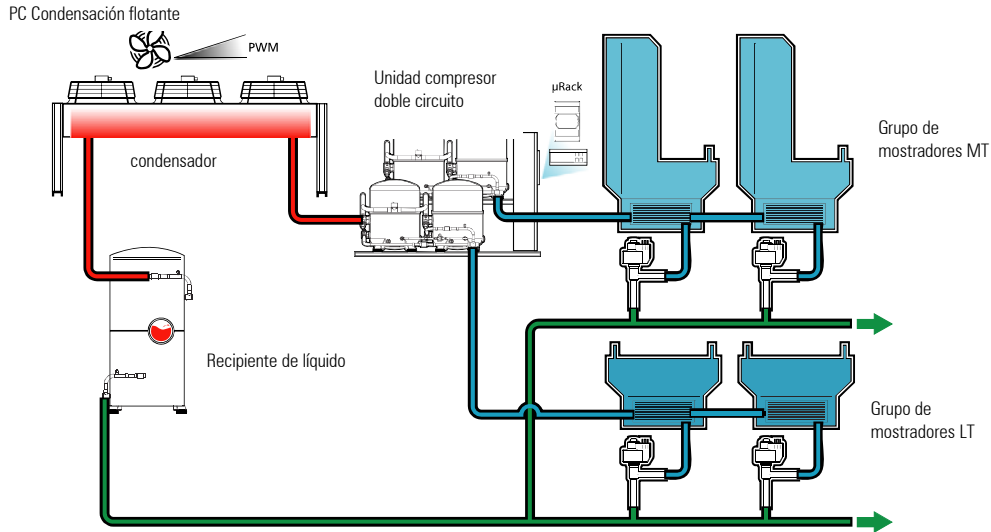 PC Condensación flotante
PWM
condensador
Unidad compresor
doble circuito
µRack
Grupo de
mostradores MT
Recipiente de líquido
Grupo de
mostradores LT